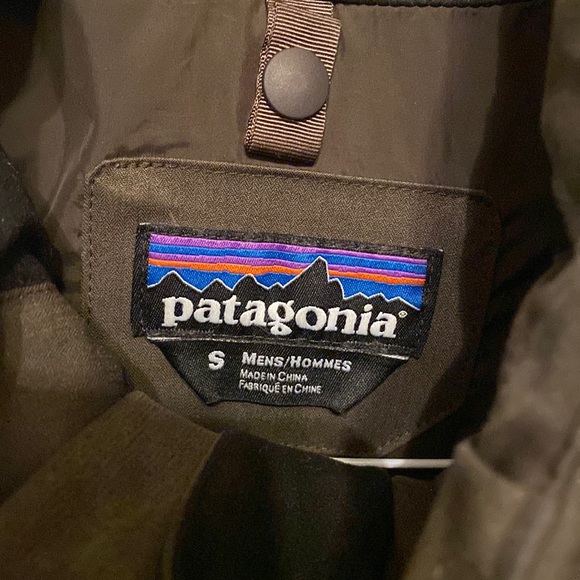 patagonia®
S MENS/HOMMES
MADE IN CHINA
FABRIQUÉ EN CHINE